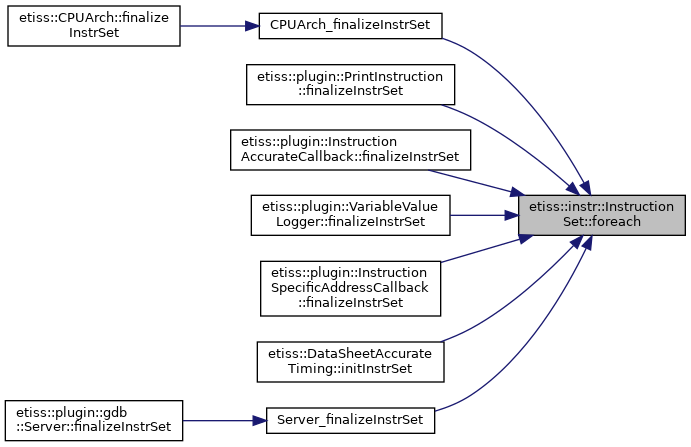 etiss::CPUArch::finalize
InstrSet
CPUArch_finalizeInstrSet
etiss::plugin::PrintInstruction
::finalizeInstrSet
etiss::plugin::Instruction
AccurateCallback::finalizeInstrSet
etiss::plugin::VariableValue
Logger::finalizeInstrSet
etiss::instr::Instruction
Set::foreach
etiss::plugin::Instruction
SpecificAddressCallback
::finalizeInstrSet
etiss::DataSheetAccurate
Timing::initInstrSet
etiss::plugin::gdb
::Server::finalizeInstrSet
Server_finalizeInstrSet